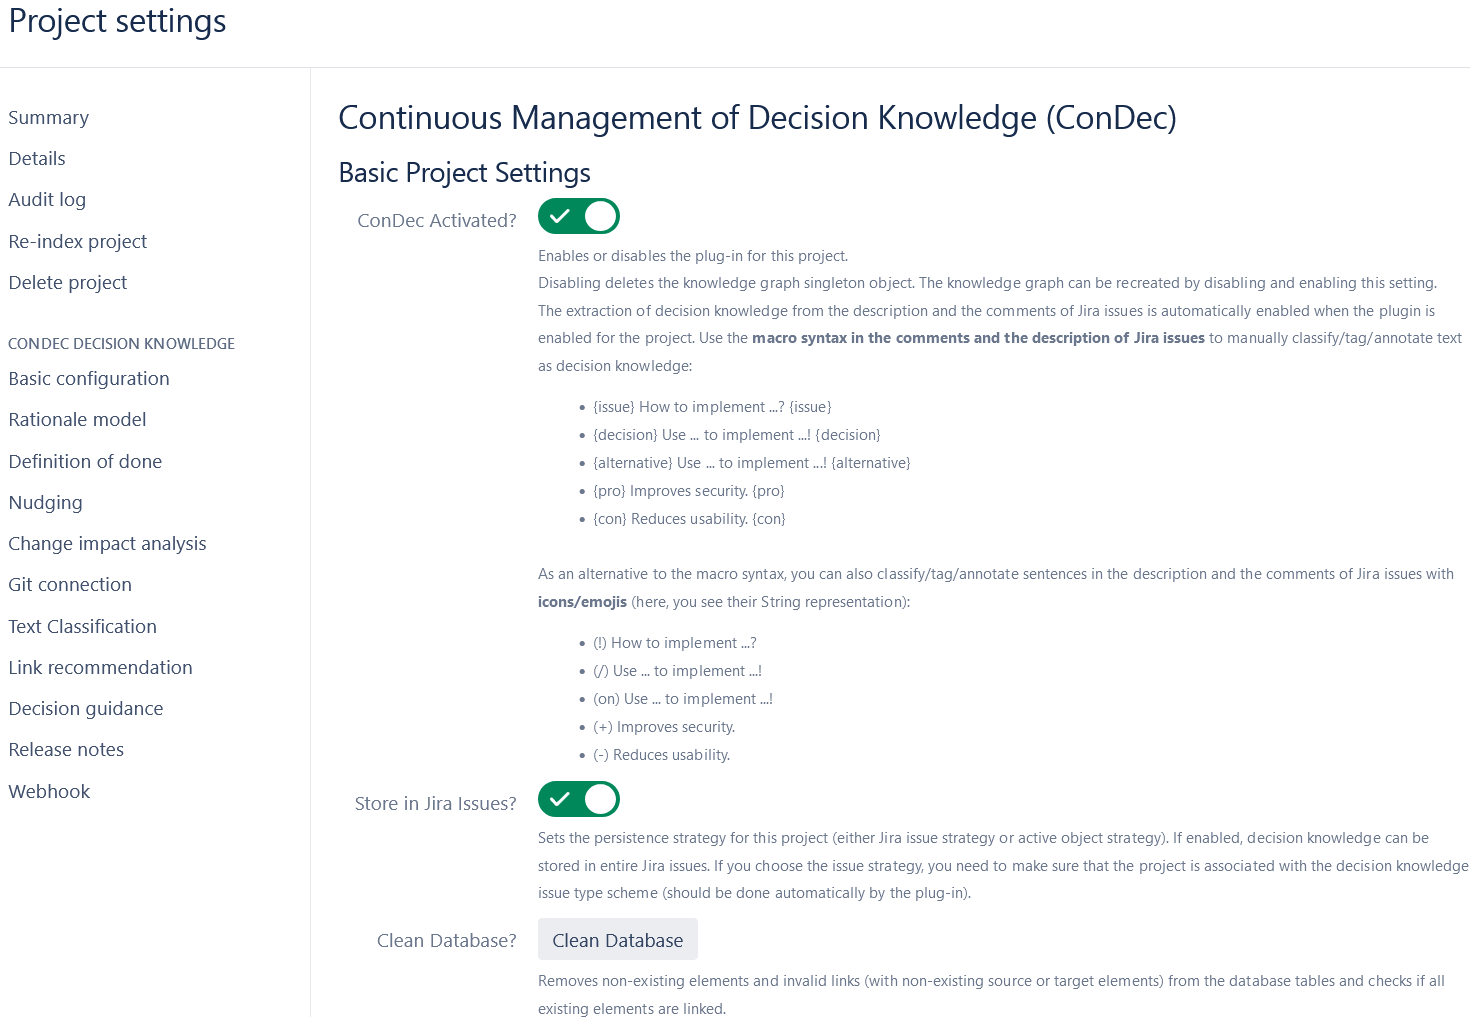 Project settings
Summary
Details
Audit log
Re-index project
Delete project
CONDEC DECISION KNOWLEDGE
Basic configuration
Rationale model
Definition of done
Nudging
Change impact analysis
Git connection
Text Classification
Link recommendation
Decision guidance
Release notes
Webhook
Continuous Management of Decision Knowledge (ConDec)
Basic Project Settings
ConDec Activated?
Enables or disables the plug-in for this project.
Disabling deletes the knowledge graph singleton object. The knowledge graph can be recreated by disabling and enabling this setting.
The extraction of decision knowledge from the description and the comments of Jira issues is automatically enabled when the plugin is
enabled for the project. Use the macro syntax in the comments and the description of Jira issues to manually classify/tag/annotate text
as decision knowledge:
• {issue} How to implement ...? {issue}
• {decision} Use ... to implement ...! {decision}
• {alternative} Use ... to implement ...! {alternative}
• {pro} Improves security. {pro}
• {con} Reduces usability. {con}
As an alternative to the macro syntax, you can also classify/tag/annotate sentences in the description and the comments of Jira issues with
icons/emojis (here, you see their String representation):
• (!) How to implement ...?
• (/) Use ... to implement ...!
• (on) Use ... to implement ...!
• (+) Improves security.
• (-) Reduces usability.
Store in Jira Issues?
Sets the persistence strategy for this project (either Jira issue strategy or active object strategy). If enabled, decision knowledge can be
stored in entire Jira issues. If you choose the issue strategy, you need to make sure that the project is associated with the decision knowledge
issue type scheme (should be done automatically by the plug-in).
Clean Database?
Clean Database
Removes non-existing elements and invalid links (with non-existing source or target elements) from the database tables and checks if all
existing elements are linked.